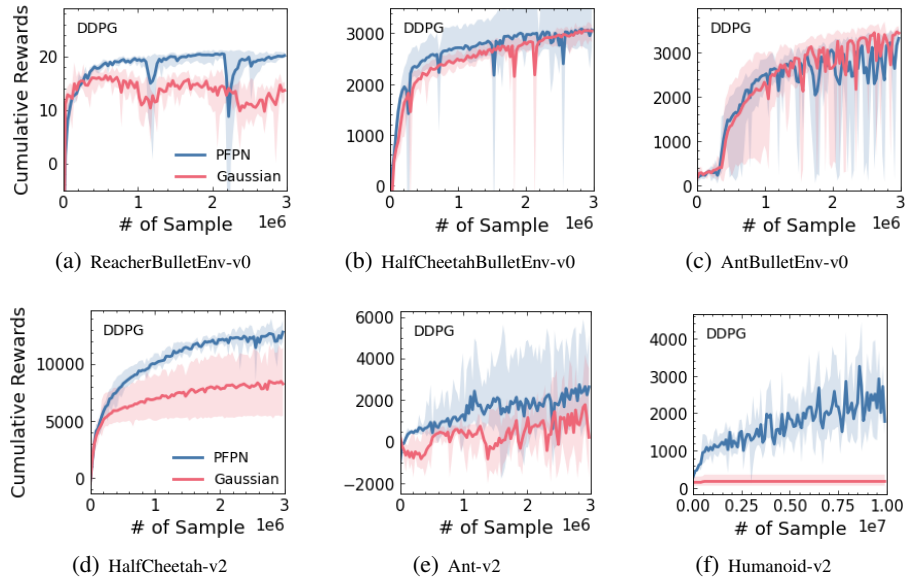 DDPG
DDPG
DDPG
Cumulative Rewards
20
10
0
PFPN
Gaussian
3000
2000
1000
0
3000
2000
1000
0
0 1 2 3
0 1 2 3
0 1 2 3
# of Sample 1e6
# of Sample 1e6
# of Sample 1e6
(a) ReacherBulletEnv-v0
(b) HalfCheetahBulletEnv-v0
(c) AntBulletEnv-v0
DDPG
DDPG
DDPG
Cumulative Rewards
10000
5000
0
PFPN
Gaussian
6000
4000
2000
0
−2000
4000
3000
2000
1000
0
0 1 2 3
0 1 2 3
0.00 0.25 0.50 0.75 1.00
# of Sample 1e6
# of Sample 1e6
# of Sample 1e7
(d) HalfCheetah-v2
(e) Ant-v2
(f) Humanoid-v2